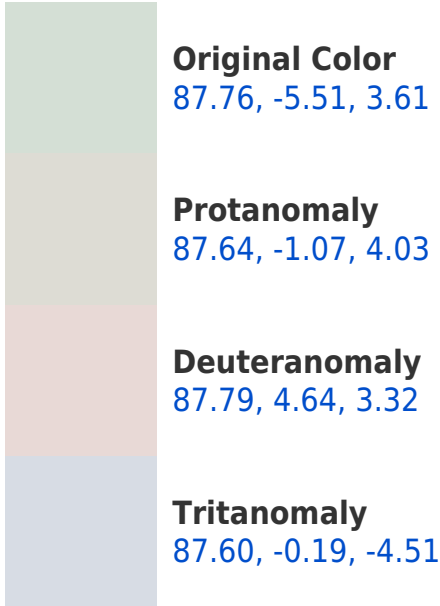 Original Color
87.76, -5.51, 3.61
Protanomaly
87.64, -1.07, 4.03
Deuteranomaly
87.79, 4.64, 3.32
Tritanomaly
87.60, -0.19, -4.51